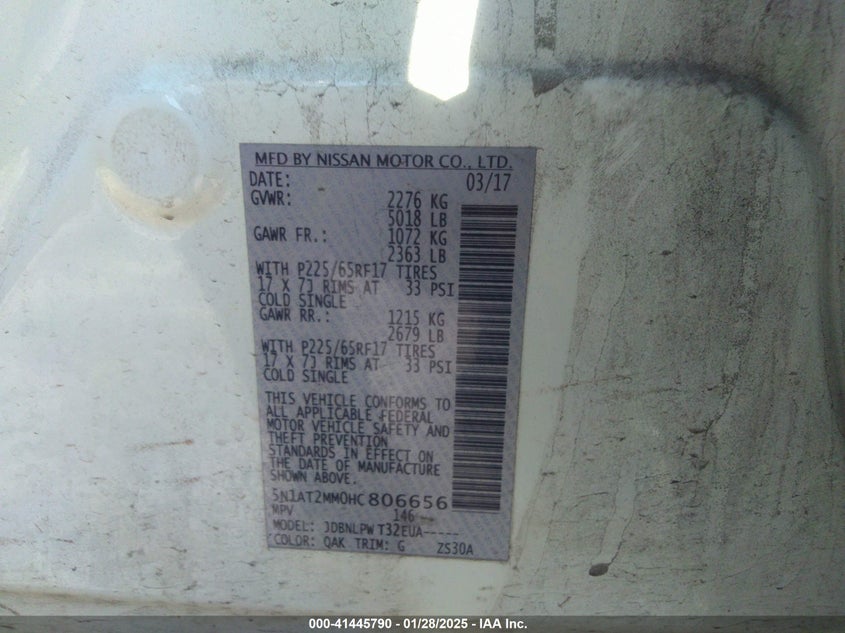 MFD BY NISSAN MOTOR CO., LTD.
DATE: 03/17
GVWR: 2276 KG
5018 LB
GAWR FR.: 1072 KG
2363 LB
WITH P225/65RF17 TIRES
17 X 7J RIMS AT 33 PSI
COLD SINGLE
GAWR RR.: 1215 KG
2679 LB
WITH P225/65RF17 TIRES
17 X 7J RIMS AT 33 PSI
COLD SINGLE
THIS VEHICLE CONFORMS TO
ALL APPLICABLE FEDERAL
MOTOR VEHICLE SAFETY AND
THEFT PREVENTION
STANDARDS IN EFFECT ON
THE DATE OF MANUFACTURE
SHOWN ABOVE.
5N1AT2MM0HC806656
MPV 146
MODEL: JDBNLPW T32EUA-----
COLOR: QAK TRIM: G ZS30A
000-41445790 - 01/28/2025 - IAA Inc.